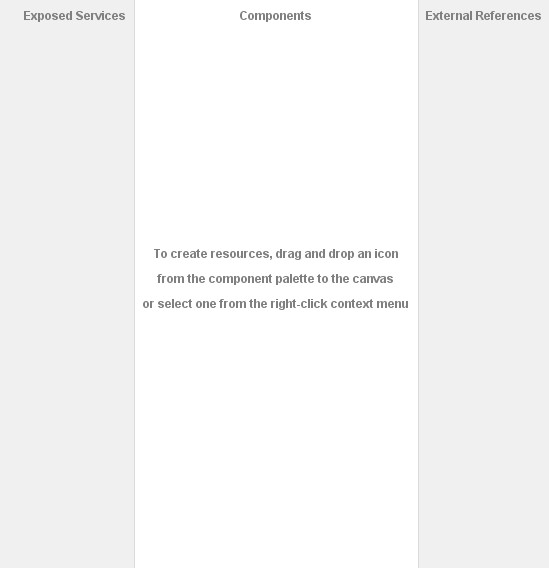 Exposed Services
Components
External References
To create resources, drag and drop an icon
from the component palette to the canvas
or select one from the right-click context menu